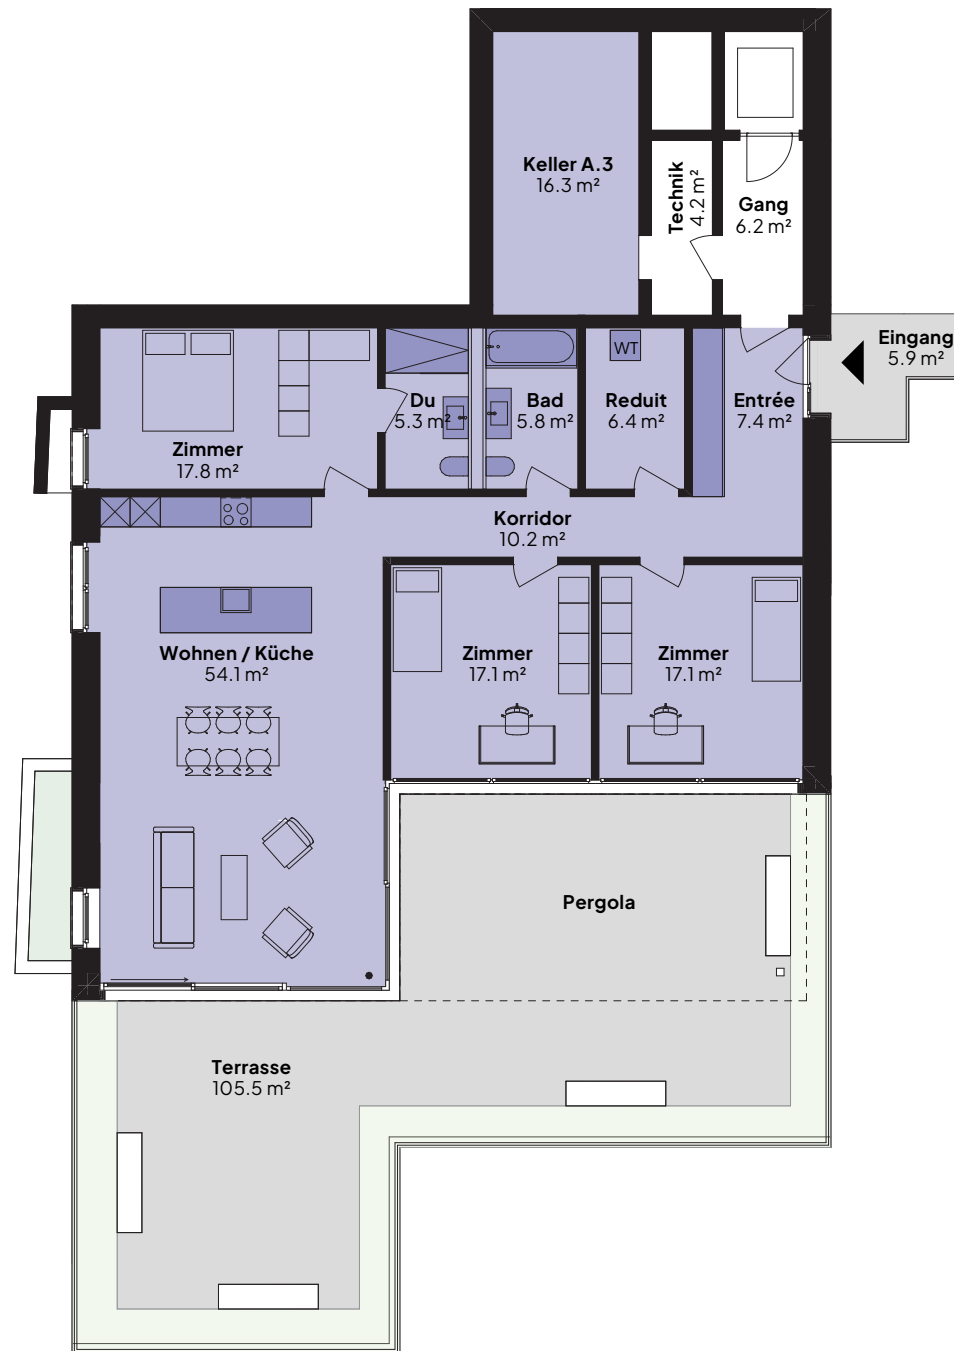 Keller A.3
16.3 m²
Technik
4.2 m²
Gang
6.2 m²
Eingang
5.9 m²
Zimmer
17.8 m²
Du
5.3 m²
Bad
5.8 m²
WT
Reduit
6.4 m²
Entrée
7.4 m²
Korridor
10.2 m²
Wohnen / Küche
54.1 m²
Zimmer
17.1 m²
Zimmer
17.1 m²
Pergola
Terrasse
105.5 m²